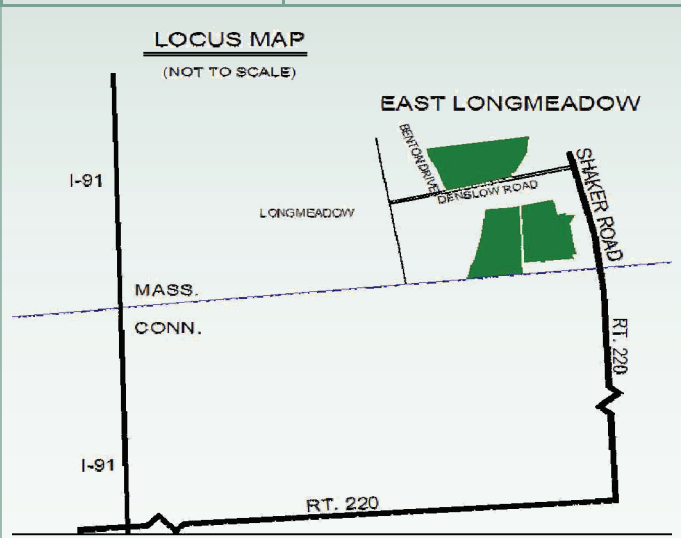 LOCUS MAP
(NOT TO SCALE)
EAST LONGMEADOW
BENTON DRIVE
SHAKER ROAD
I-91
DENSLOW ROAD
LONGMEADOW
MASS.
CONN.
RT. 220
I-91
RT. 220